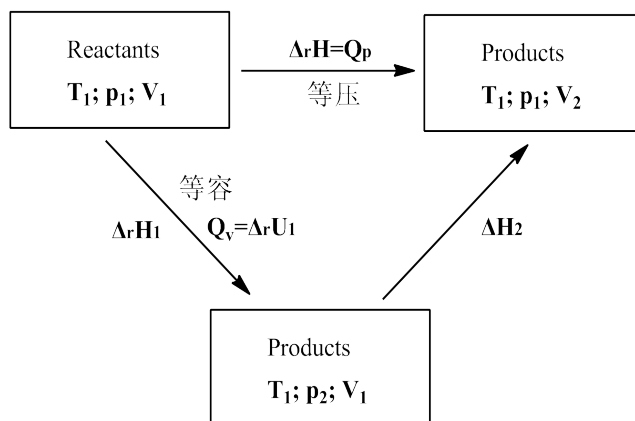 Reactants
T₁; p₁; V₁
ΔrH=Qp
等压
Products
T₁; p₁; V₂
等容
ΔrH₁
Qv=ΔrU₁
ΔH₂
Products
T₁; p₂; V₁